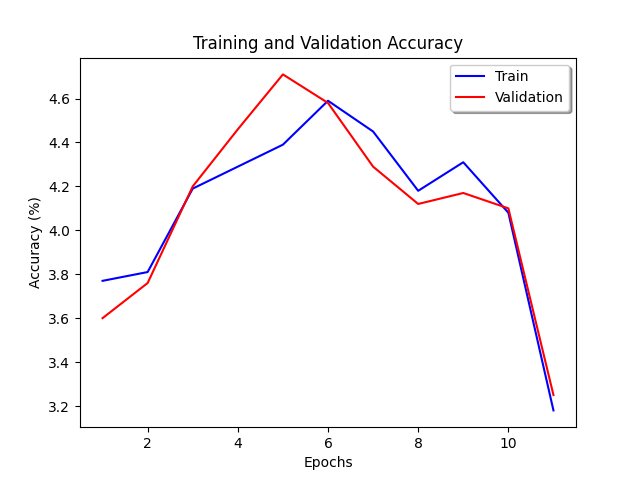 Training and Validation Accuracy
Train
Validation
4.6
4.4
4.2
4.0
3.8
3.6
3.4
3.2
Accuracy (%)
2 4 6 8 10
Epochs